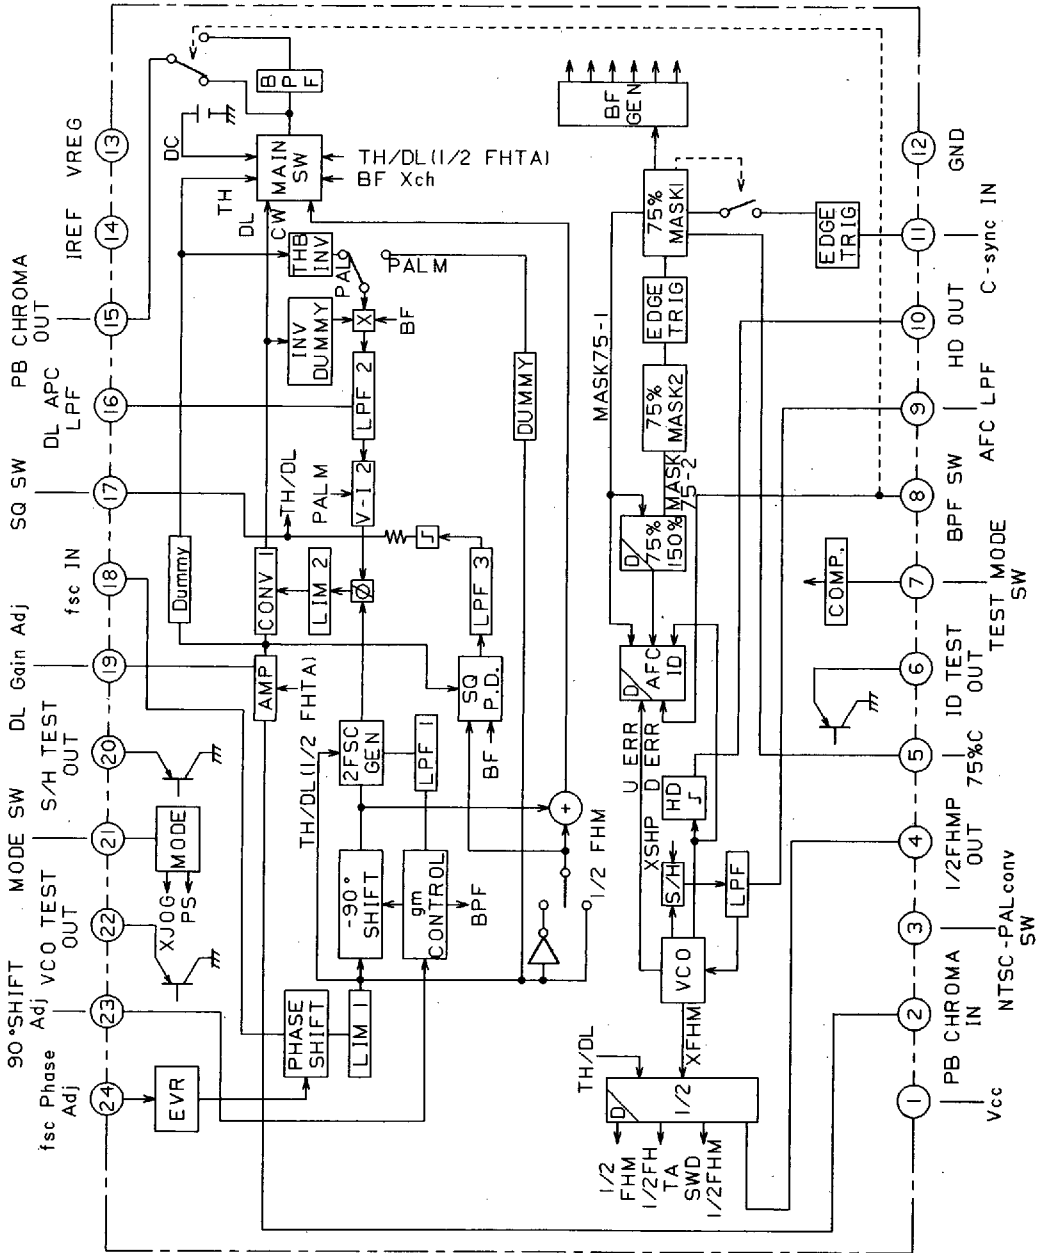 13
VREG
14
IREF
15
PB CHROMA
OUT
16
DL APC
LPF
17
SQ SW
18
fsc IN
19
DL Gain Adj
20
S/H TEST
OUT
21
MODE SW
22
VCO TEST
OUT
23
90°SHIFT
Adj
24
fsc Phase
Adj
12
GND
11
C-sync IN
10
HD OUT
9
AFC LPF
8
BPF SW
7
TEST MODE
SW
6
ID TEST
OUT
5
75%C
4
1/2FHMP
OUT
3
NTSC-PALconv
SW
2
PB CHROMA
IN
1
Vcc
BPF
DC
MAIN
SW
TH/DL(1/2 FHTA)
BF Xch
TH
DL
CW
THB
INV
PAL
PALM
INV
DUMMY
X
BF
LPF 2
DUMMY
V-I 2
PALM
TH/DL
Dummy
CONV 1
LIM 2
Ø
LPF 3
AMP
TH/DL(1/2 FHTA)
SQ
P.D.
BF
2FSC
GEN
LPF 1
+
1/2 FHM
MODE
XJOG
PS
-90°
SHIFT
gm
CONTROL
BPF
PHASE
SHIFT
LIM 1
EVR
BF
GEN
75%
MASK1
EDGE
TRIG
EDGE
TRIG
MASK75-1
75%
MASK2
MASK
75-2
D
75%
150%
COMP.
D
AFC
ID
U ERR
D ERR
XSHP
HD
S/H
LPF
VCO
XFHM
TH/DL
D
1/2
1/2
FHM
1/2FH
TA
SWD
1/2FHM